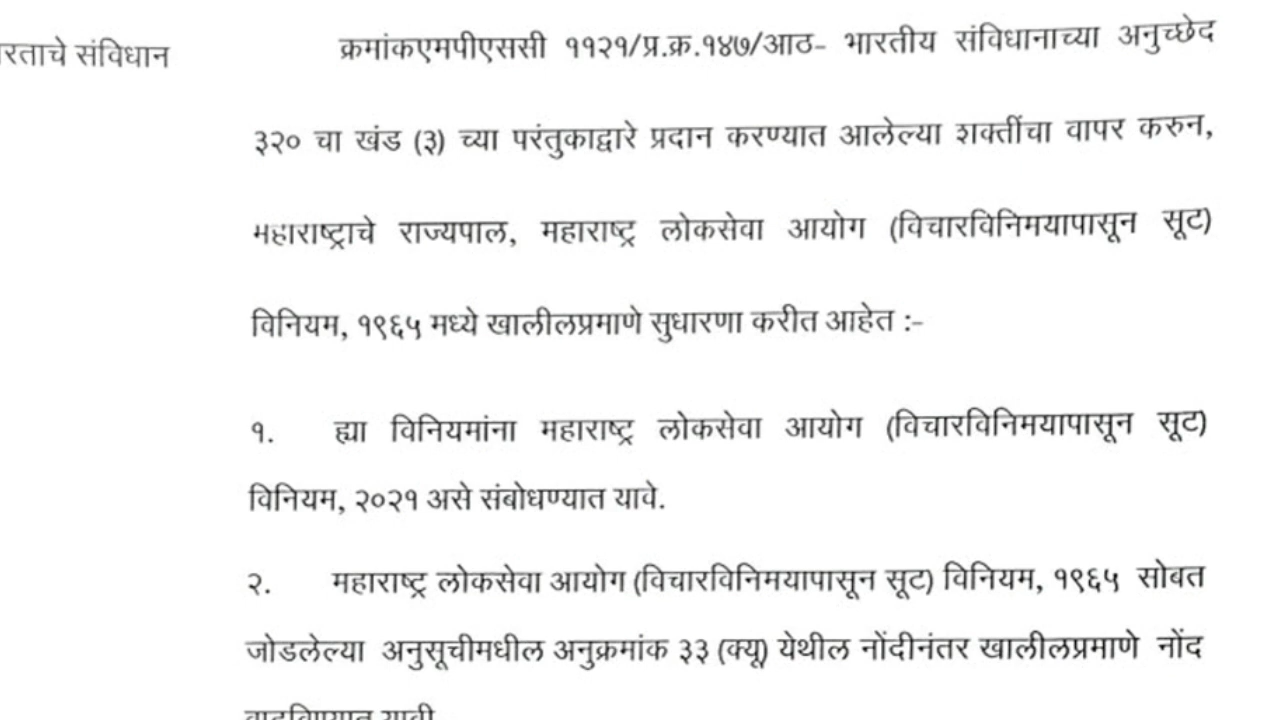 रताचे संविधान
क्रमांकएमपीएससी ११२१/प्र.क्र.१४७/आठ- भारतीय संविधानाच्या अनुच्छेद
३२० चा खंड (३) च्या परंतुकाद्वारे प्रदान करण्यात आलेल्या शक्तींचा वापर करुन,
महाराष्ट्राचे राज्यपाल, महाराष्ट्र लोकसेवा आयोग (विचारविनिमयापासून सूट)
विनियम, १९६५ मध्ये खालीलप्रमाणे सुधारणा करीत आहेत :-
१. ह्या विनियमांना महाराष्ट्र लोकसेवा आयोग (विचारविनिमयापासून सूट)
विनियम, २०२१ असे संबोधण्यात यावे.
२. महाराष्ट्र लोकसेवा आयोग (विचारविनिमयापासून सूट) विनियम, १९६५ सोबत
जोडलेल्या अनुसूचीमधील अनुक्रमांक ३३ (क्यू) येथील नोंदीनंतर खालीलप्रमाणे नोंद